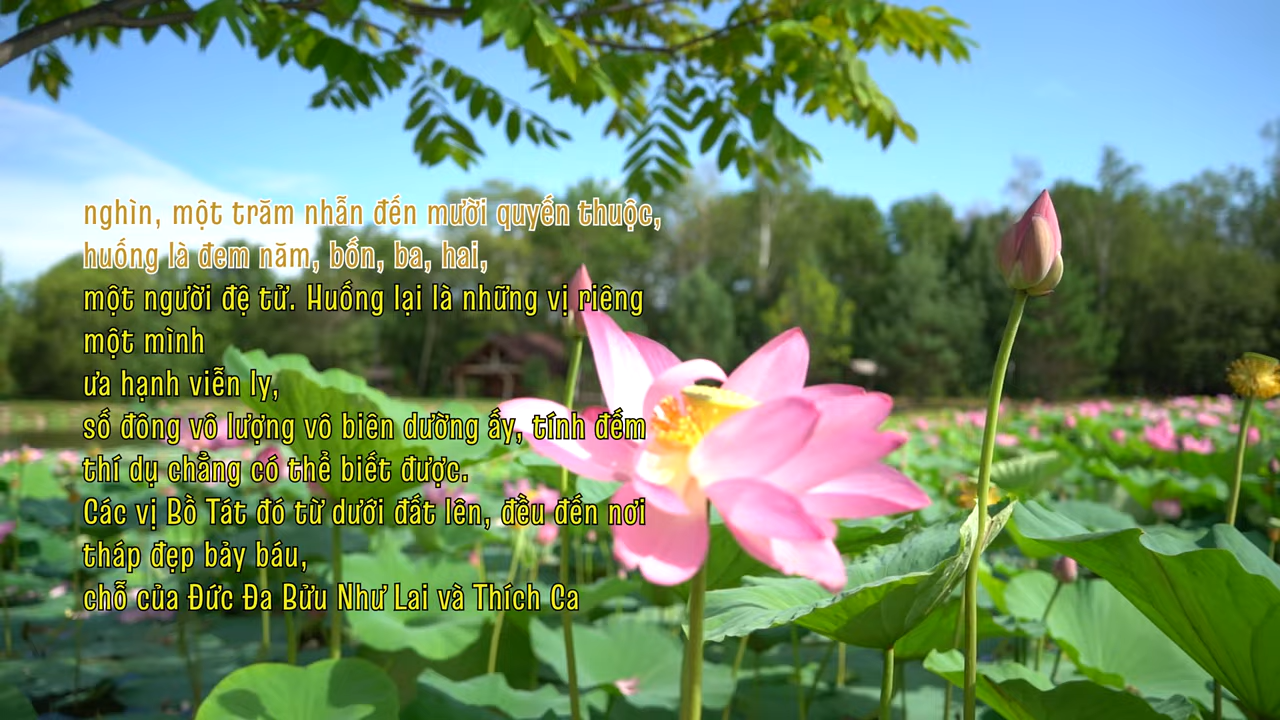 nghìn, một trăm nhẫn đến mười quyến thuộc,
huống là đem năm, bốn, ba, hai,
một người đệ tử. Huống lại là những vị riêng
một mình
ưa hạnh viễn ly,
số đông vô lượng vô biên dường ấy, tính đếm
thí dụ chẳng có thể biết được.
Các vị Bồ Tát đó từ dưới đất lên, đều đến nơi
tháp đẹp bảy báu,
chỗ của Đức Đa Bửu Như Lai và Thích Ca